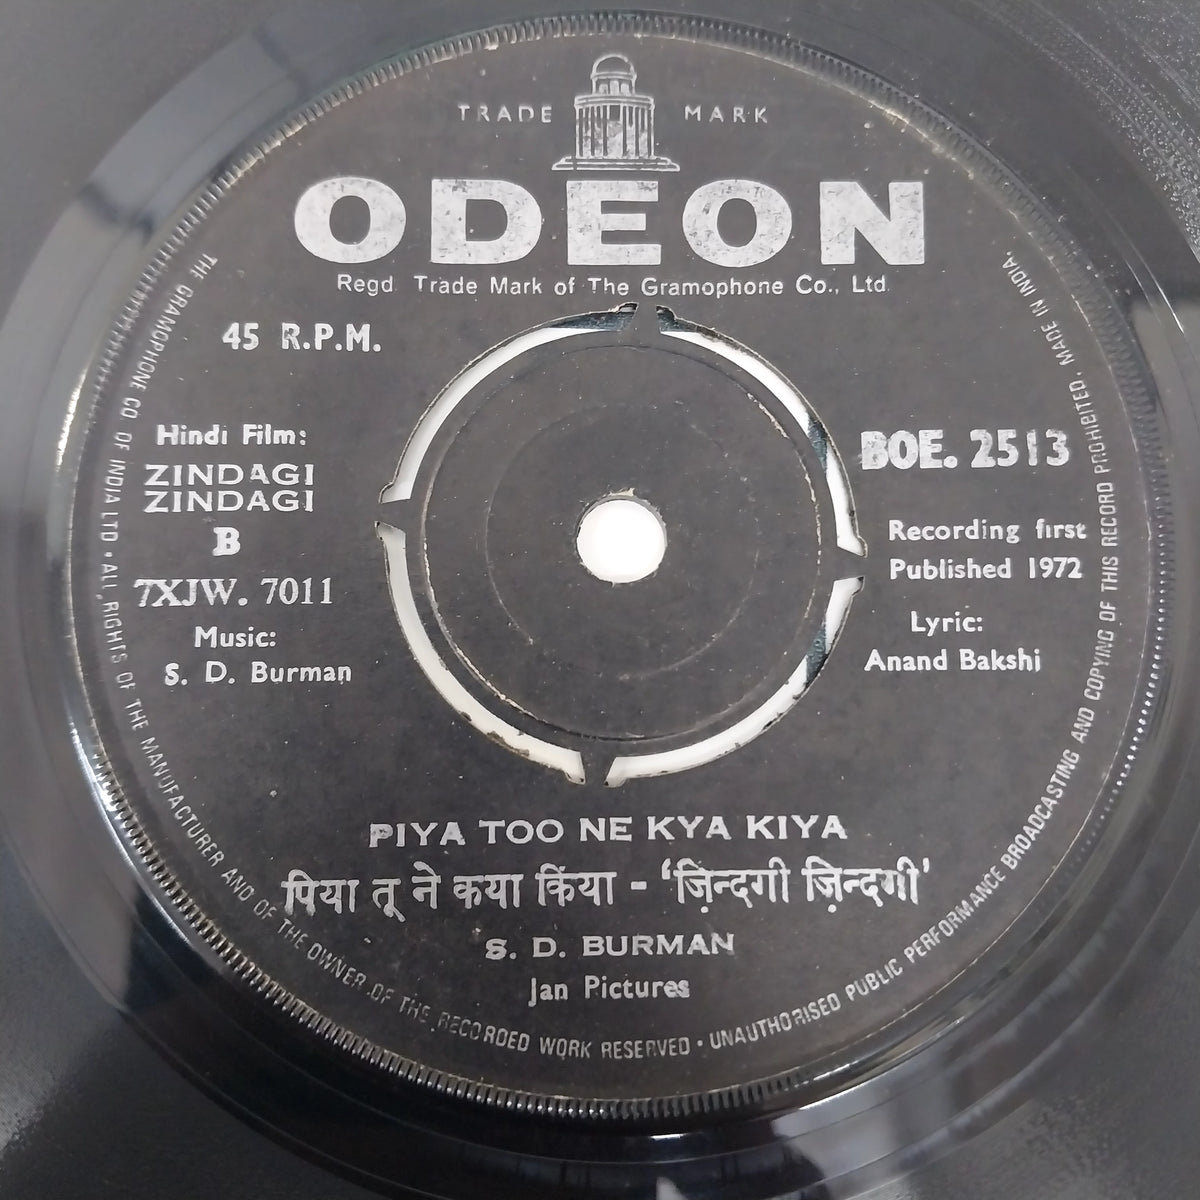 TRADE MARK
ODEON
Regd. Trade Mark of The Gramophone Co., Ltd.
45 R.P.M.
Hindi Film:
ZINDAGI
ZINDAGI
B
7XJW. 7011
Music:
S. D. Burman
BOE. 2513
Recording first
Published 1972
Lyric:
Anand Bakshi
PIYA TOO NE KYA KIYA
पिया तू ने कया किंया - ‘ज़िन्दगी ज़िन्दगी’
S. D. BURMAN
Jan Pictures
THE GRAMOPHONE CO. OF INDIA LTD • ALL RIGHTS OF THE MANUFACTURER AND OF THE OWNER OF THE RECORDED WORK RESERVED • UNAUTHORISED PUBLIC PERFORMANCE BROADCASTING AND COPYING OF THIS RECORD PROHIBITED. MADE IN INDIA.